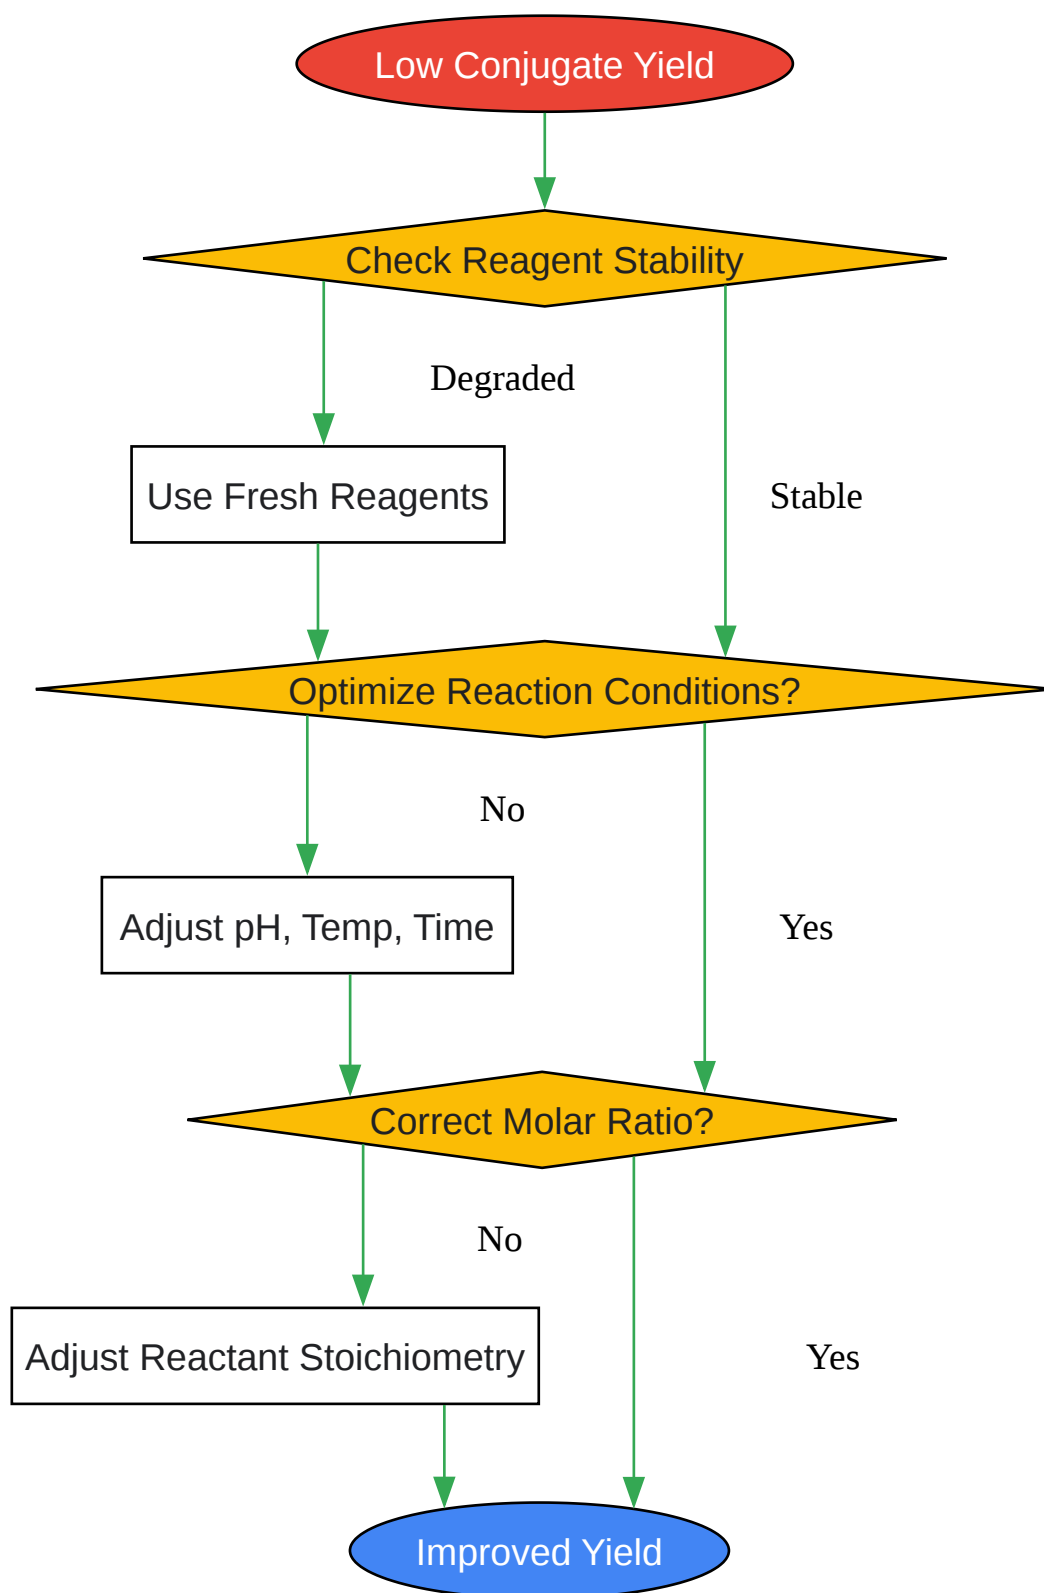 Low Conjugate Yield
Check Reagent Stability
Degraded
Use Fresh Reagents
Stable
Optimize Reaction Conditions?
No
Adjust pH, Temp, Time
Yes
Correct Molar Ratio?
No
Adjust Reactant Stoichiometry
Yes
Improved Yield